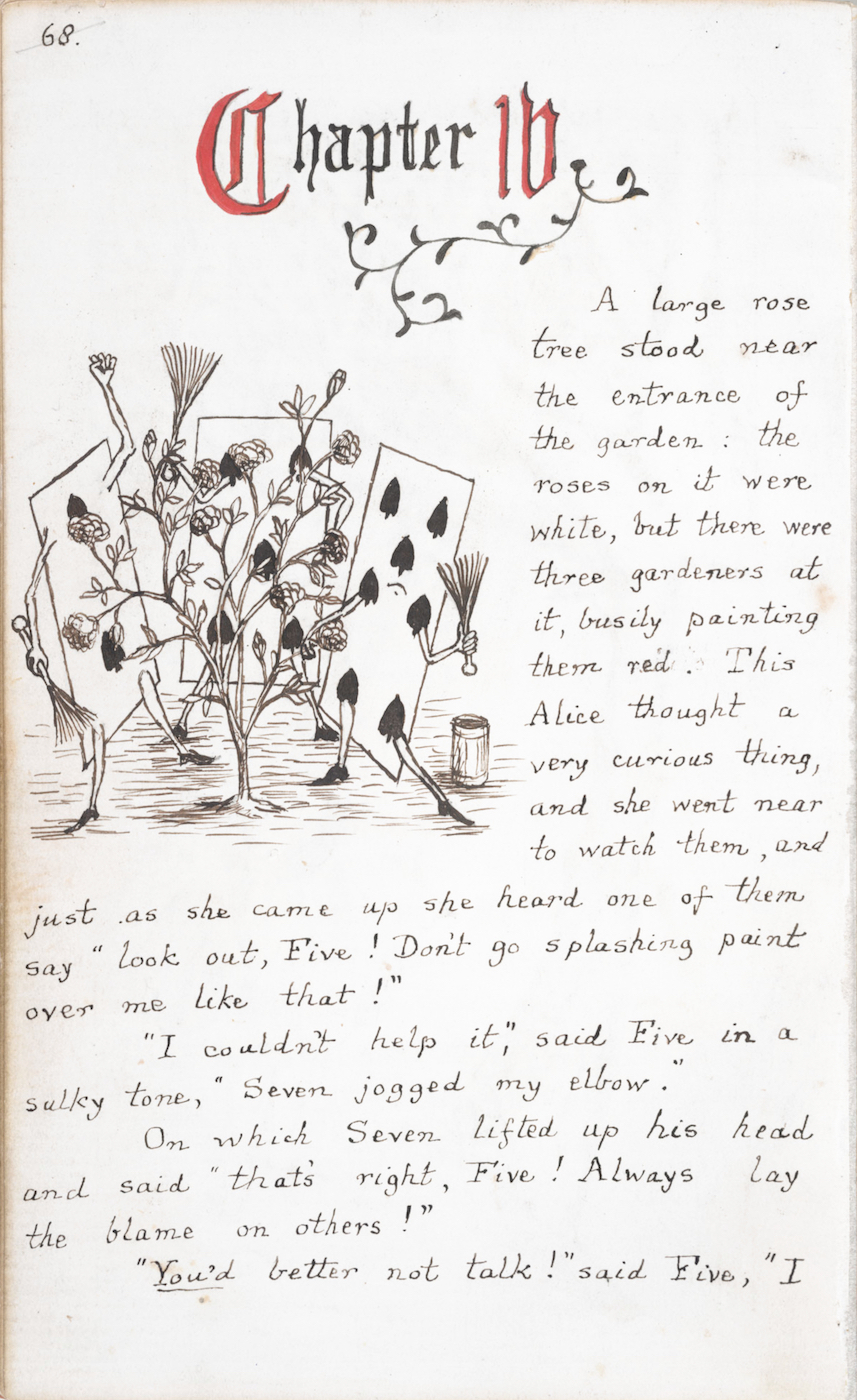 68.
Chapter IV
A large rose
tree stood near
the entrance of
the garden : the
roses on it were
white, but there were
three gardeners at
it, busily painting
them red. This
Alice thought a
very curious thing,
and she went near
to watch them, and
just as she came up she heard one of them
say "look out, Five! Don't go splashing paint
over me like that!"
"I couldn't help it," said Five in a
sulky tone, "Seven jogged my elbow."
On which Seven lifted up his head
and said "that's right, Five! Always lay
the blame on others!"
"You'd better not talk!" said Five, "I